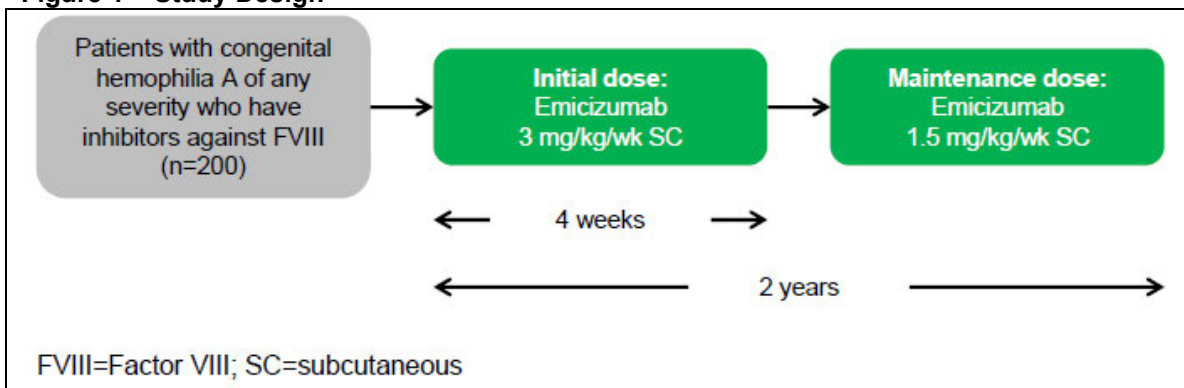 Figure 1 Study Design
Patients with congenital
hemophilia A of any
severity who have
inhibitors against FVIII
(n=200)
Initial dose:
Emicizumab
3 mg/kg/wk SC
Maintenance dose:
Emicizumab
1.5 mg/kg/wk SC
4 weeks
2 years
FVIII=Factor VIII; SC=subcutaneous